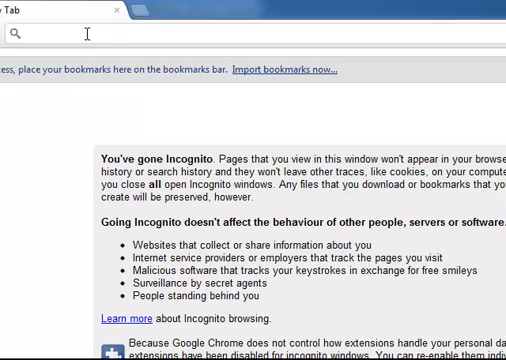 Tab
ess, place your bookmarks here on the bookmarks bar. Import bookmarks now...
You've gone Incognito. Pages that you view in this window won't appear in your browse
history or search history and they won't leave other traces, like cookies, on your compute
you close all open Incognito windows. Any files that you download or bookmarks that yo
create will be preserved, however.
Going Incognito doesn't affect the behaviour of other people, servers or software.
Websites that collect or share information about you
Internet service providers or employers that track the pages you visit
Malicious software that tracks your keystrokes in exchange for free smileys
Surveillance by secret agents
People standing behind you
Learn more about Incognito browsing.
Because Google Chrome does not control how extensions handle your personal da
extensions have been disabled for incognito windows. You can re-enable them indi